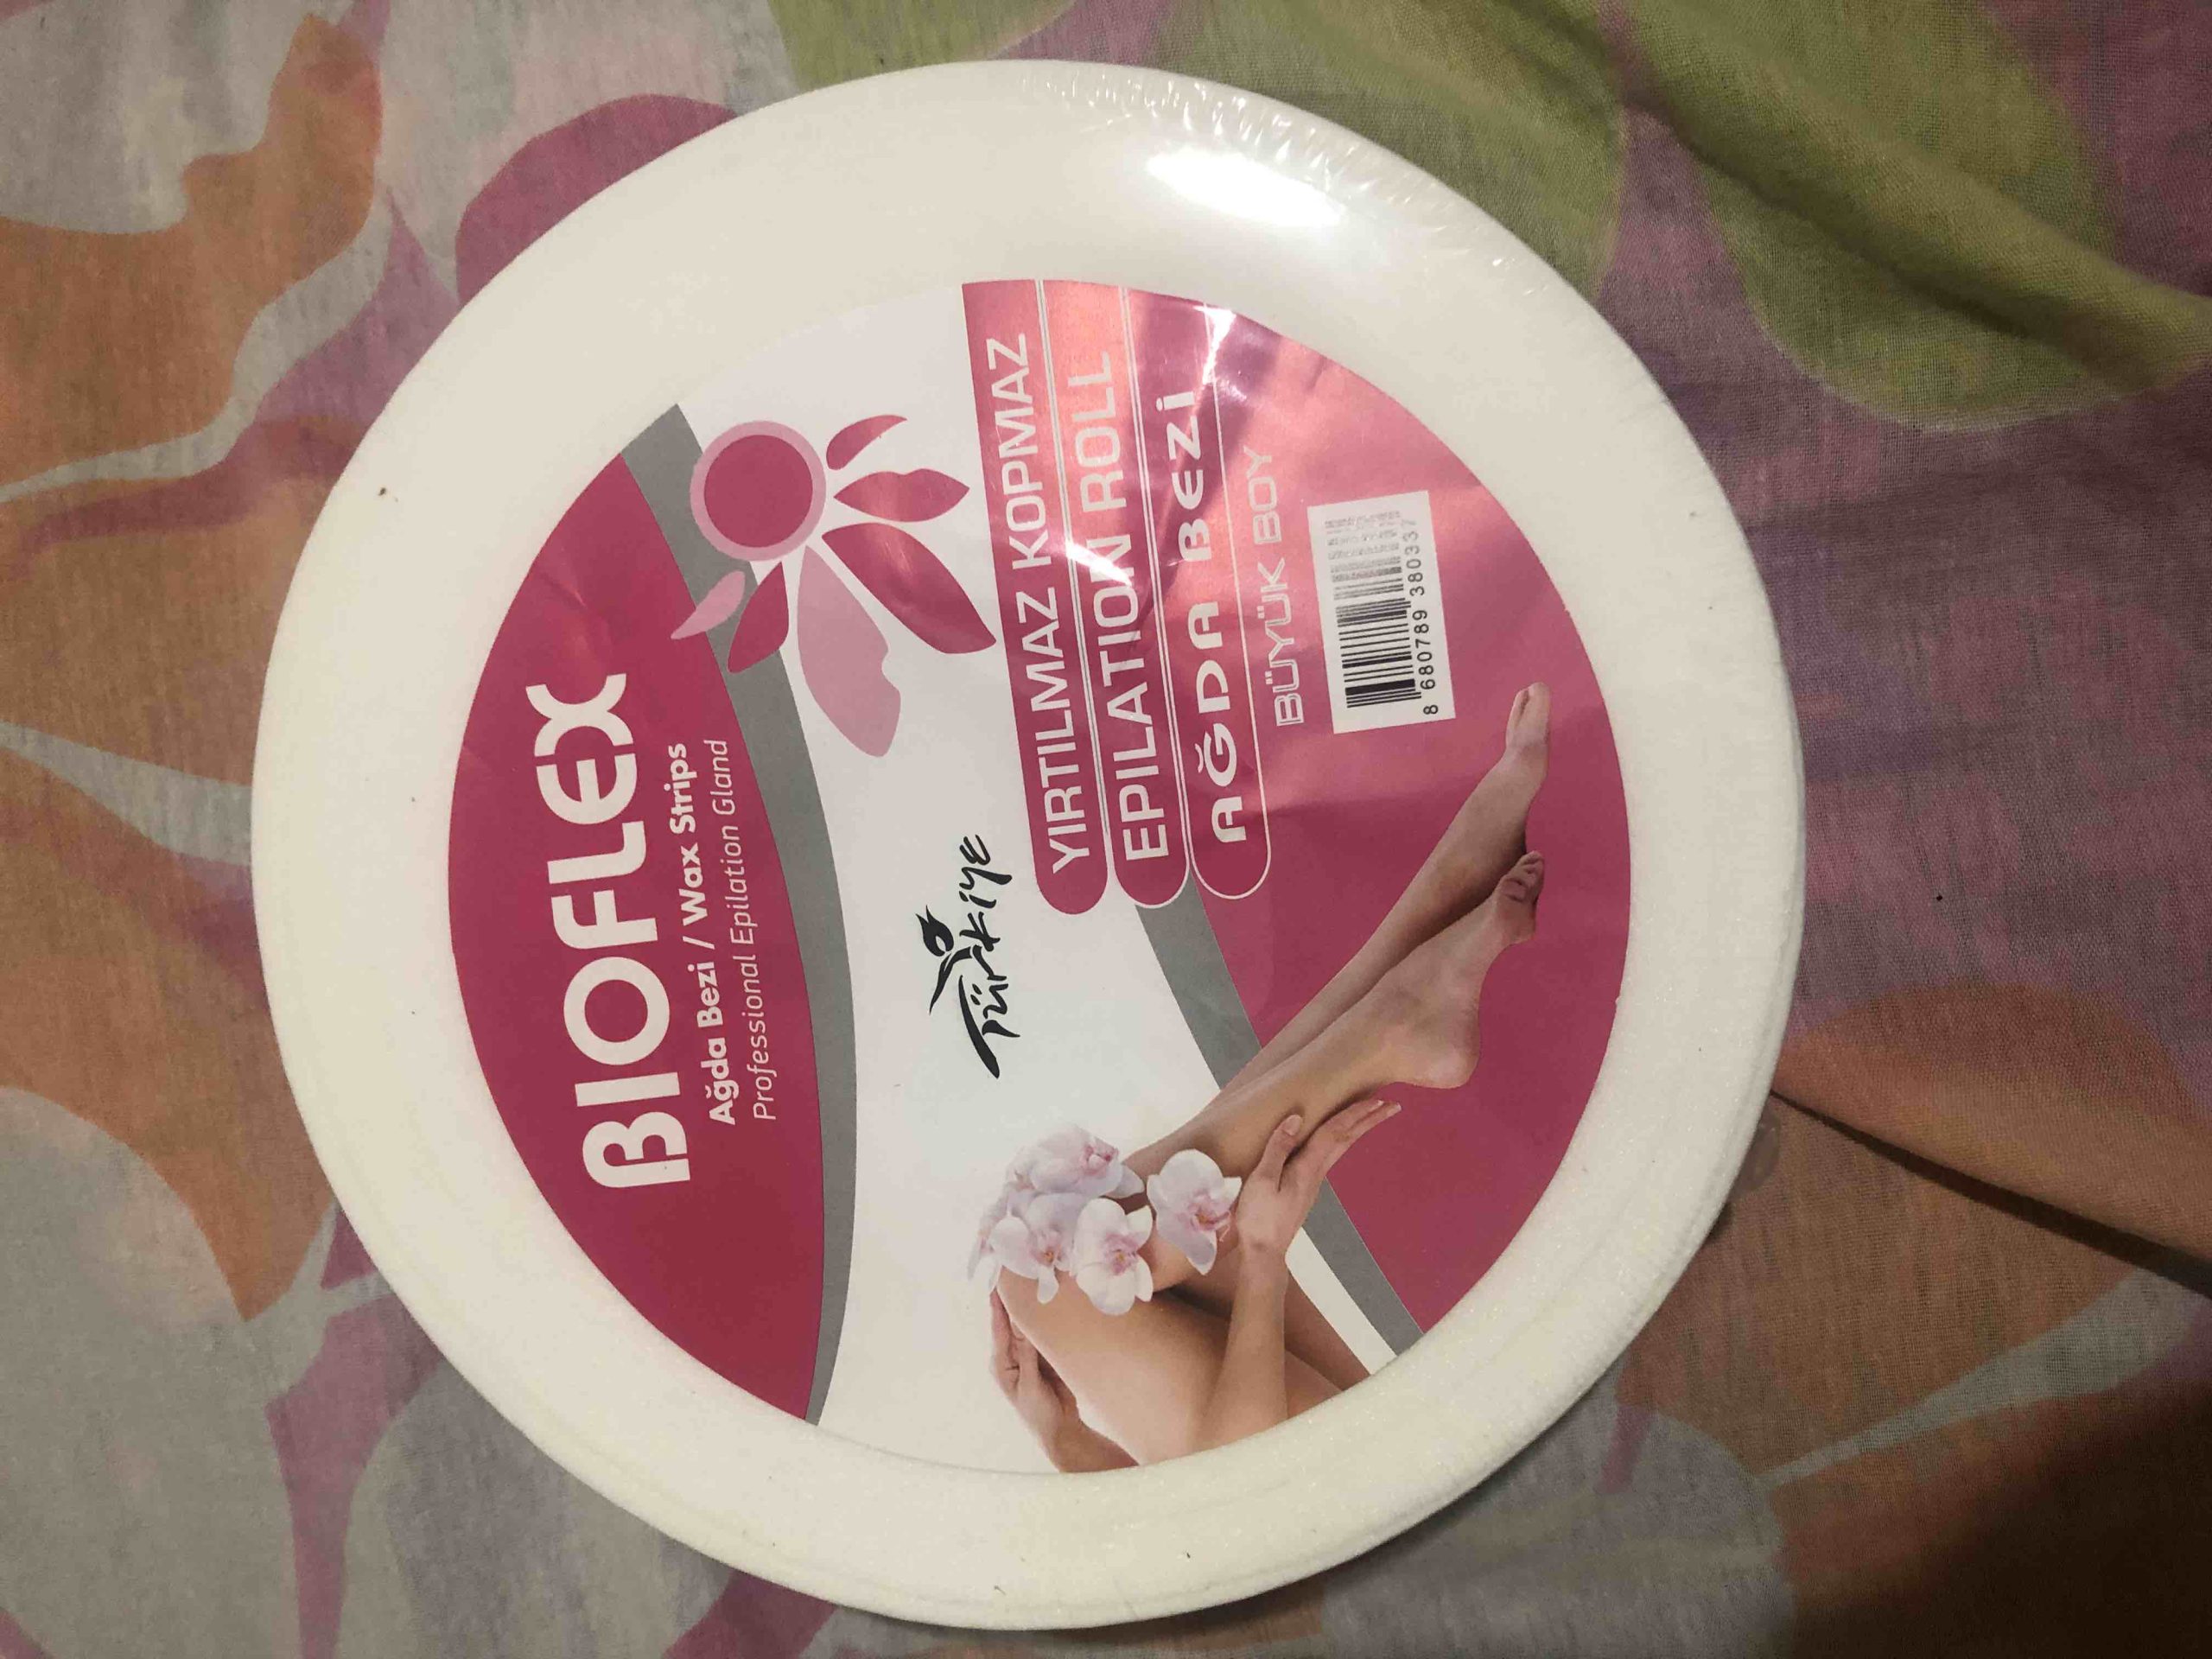 BIOFLEX
Ağda Bezi / Wax Strips
Professional Epilation Gland
Türkiye
YIRTILMAZ KOPMAZ
EPILATION ROLL
AĞDA BEZİ
BÜYÜK BOY
8 680789 380337